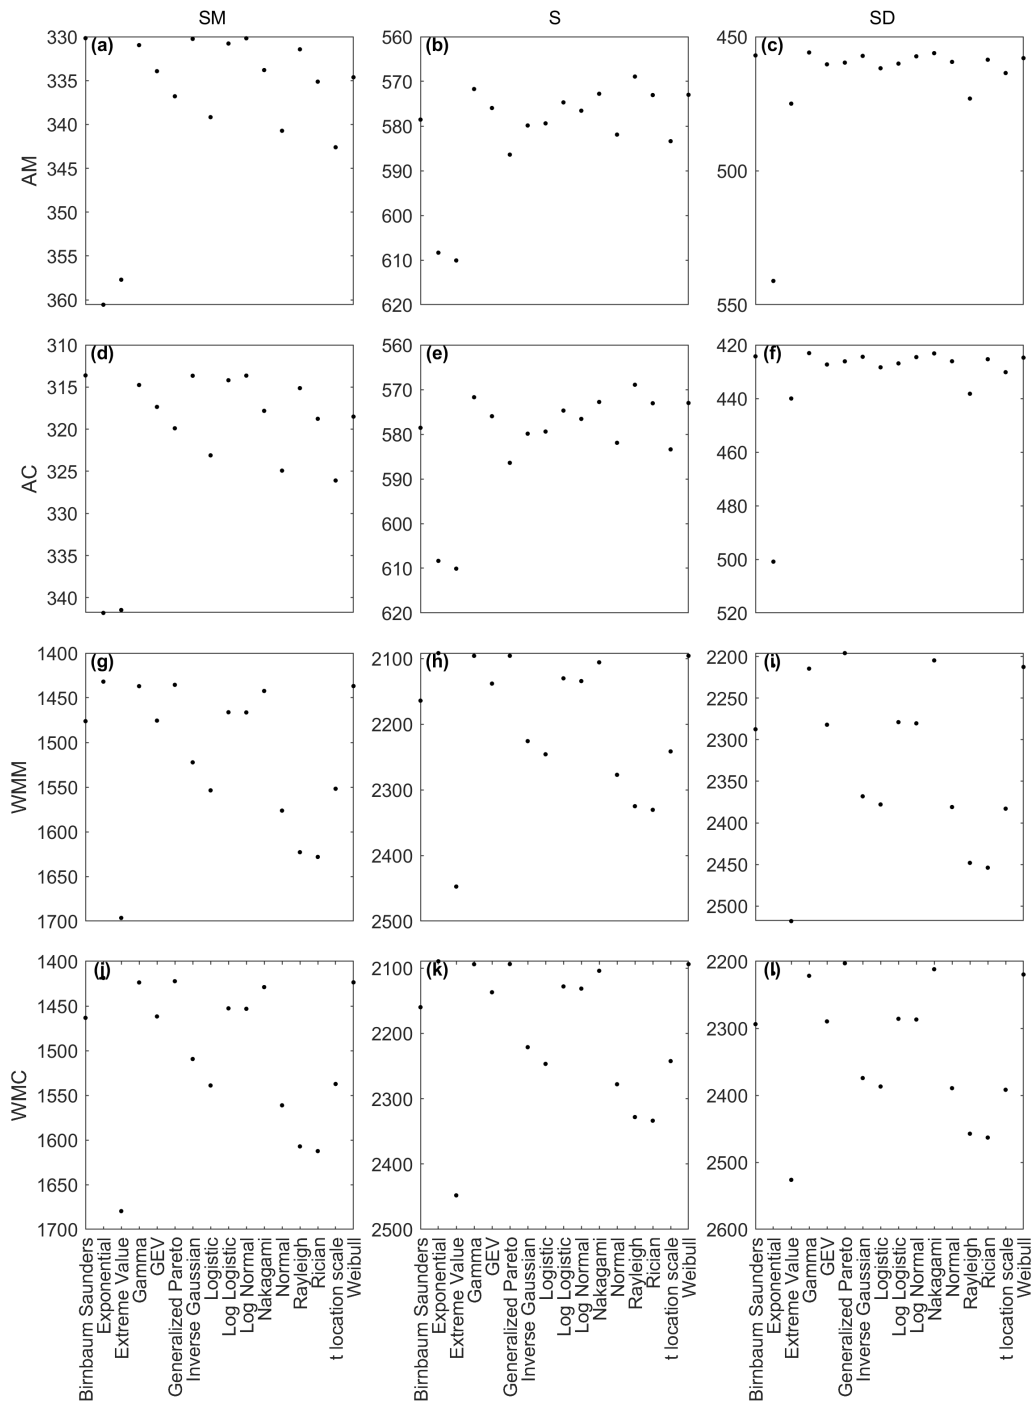 SM S SD
AM
(a)
330
335
340
345
350
355
360
(b)
560
570
580
590
600
610
620
(c)
450
500
550
AC
(d)
310
315
320
325
330
335
340
(e)
560
570
580
590
600
610
620
(f)
420
440
460
480
500
520
WMM
(g)
1400
1450
1500
1550
1600
1650
1700
(h)
2100
2200
2300
2400
2500
(i)
2200
2250
2300
2350
2400
2450
2500
WMC
(j)
1400
1450
1500
1550
1600
1650
1700
(k)
2100
2200
2300
2400
2500
(l)
2200
2300
2400
2500
2600
Birnbaum Saunders
Exponential
Extreme Value
Gamma
GEV
Generalized Pareto
Inverse Gaussian
Logistic
Log Logistic
Log Normal
Nakagami
Normal
Rayleigh
Rician
t location scale
Weibull
Birnbaum Saunders
Exponential
Extreme Value
Gamma
GEV
Generalized Pareto
Inverse Gaussian
Logistic
Log Logistic
Log Normal
Nakagami
Normal
Rayleigh
Rician
t location scale
Weibull
Birnbaum Saunders
Exponential
Extreme Value
Gamma
GEV
Generalized Pareto
Inverse Gaussian
Logistic
Log Logistic
Log Normal
Nakagami
Normal
Rayleigh
Rician
t location scale
Weibull